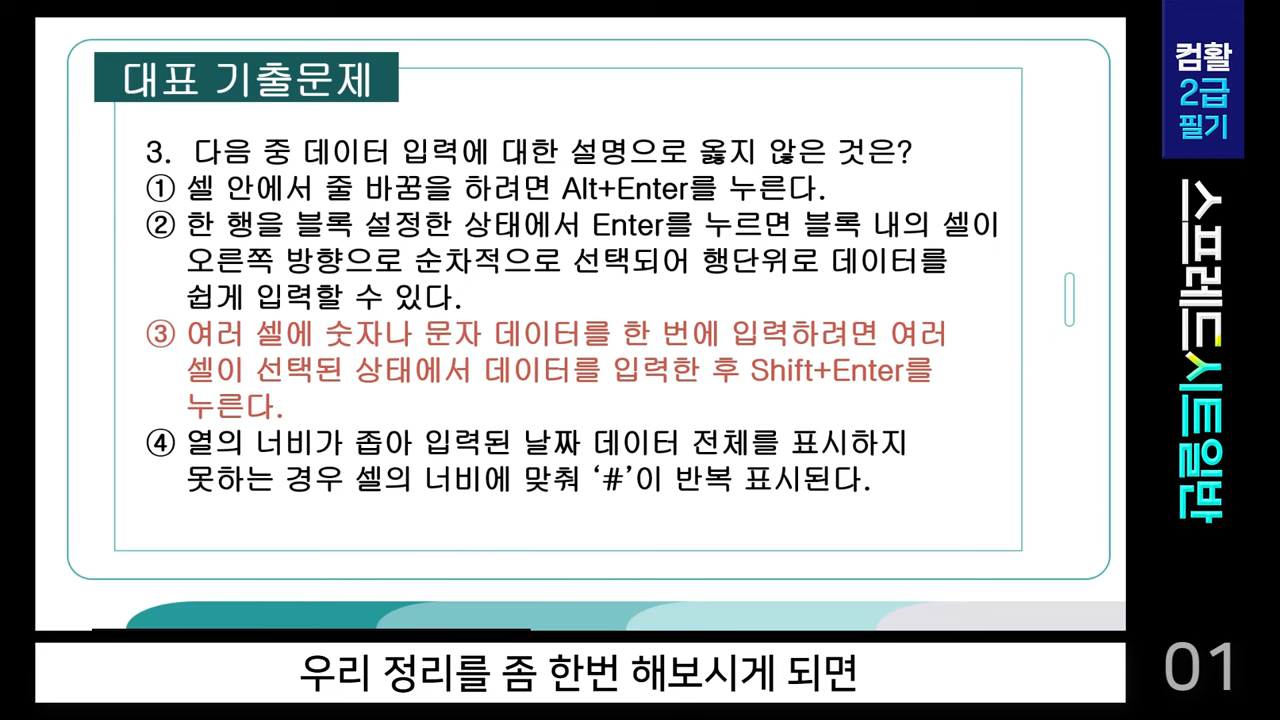 대표 기출문제
3. 다음 중 데이터 입력에 대한 설명으로 옳지 않은 것은?
① 셀 안에서 줄 바꿈을 하려면 Alt+Enter를 누른다.
② 한 행을 블록 설정한 상태에서 Enter를 누르면 블록 내의 셀이
오른쪽 방향으로 순차적으로 선택되어 행단위로 데이터를
쉽게 입력할 수 있다.
③ 여러 셀에 숫자나 문자 데이터를 한 번에 입력하려면 여러
셀이 선택된 상태에서 데이터를 입력한 후 Shift+Enter를
누른다.
④ 열의 너비가 좁아 입력된 날짜 데이터 전체를 표시하지
못하는 경우 셀의 너비에 맞춰 ‘#’이 반복 표시된다.
우리 정리를 좀 한번 해보시게 되면
컴활
2급
필기
스프레드시트일반
01